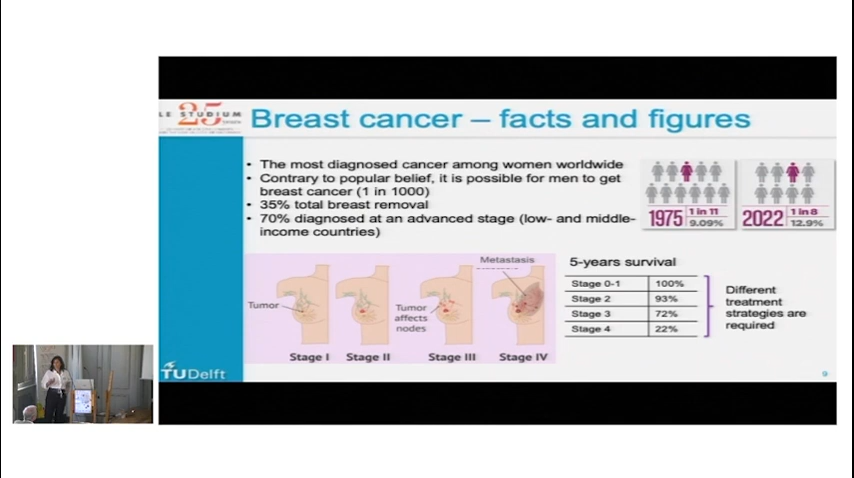 LE STUDIUM
25
Breast cancer – facts and figures
• The most diagnosed cancer among women worldwide
• Contrary to popular belief, it is possible for men to get
breast cancer (1 in 1000)
• 35% total breast removal
• 70% diagnosed at an advanced stage (low- and middle-
income countries)
1975 1 in 11
9.09%
2022 1 in 8
12.9%
Metastasis
Tumor
Tumor
affects
nodes
Stage I
Stage II
Stage III
Stage IV
5-years survival
Stage 0-1 100%
Stage 2 93%
Stage 3 72%
Stage 4 22%
Different
treatment
strategies are
required
TUDelft
9